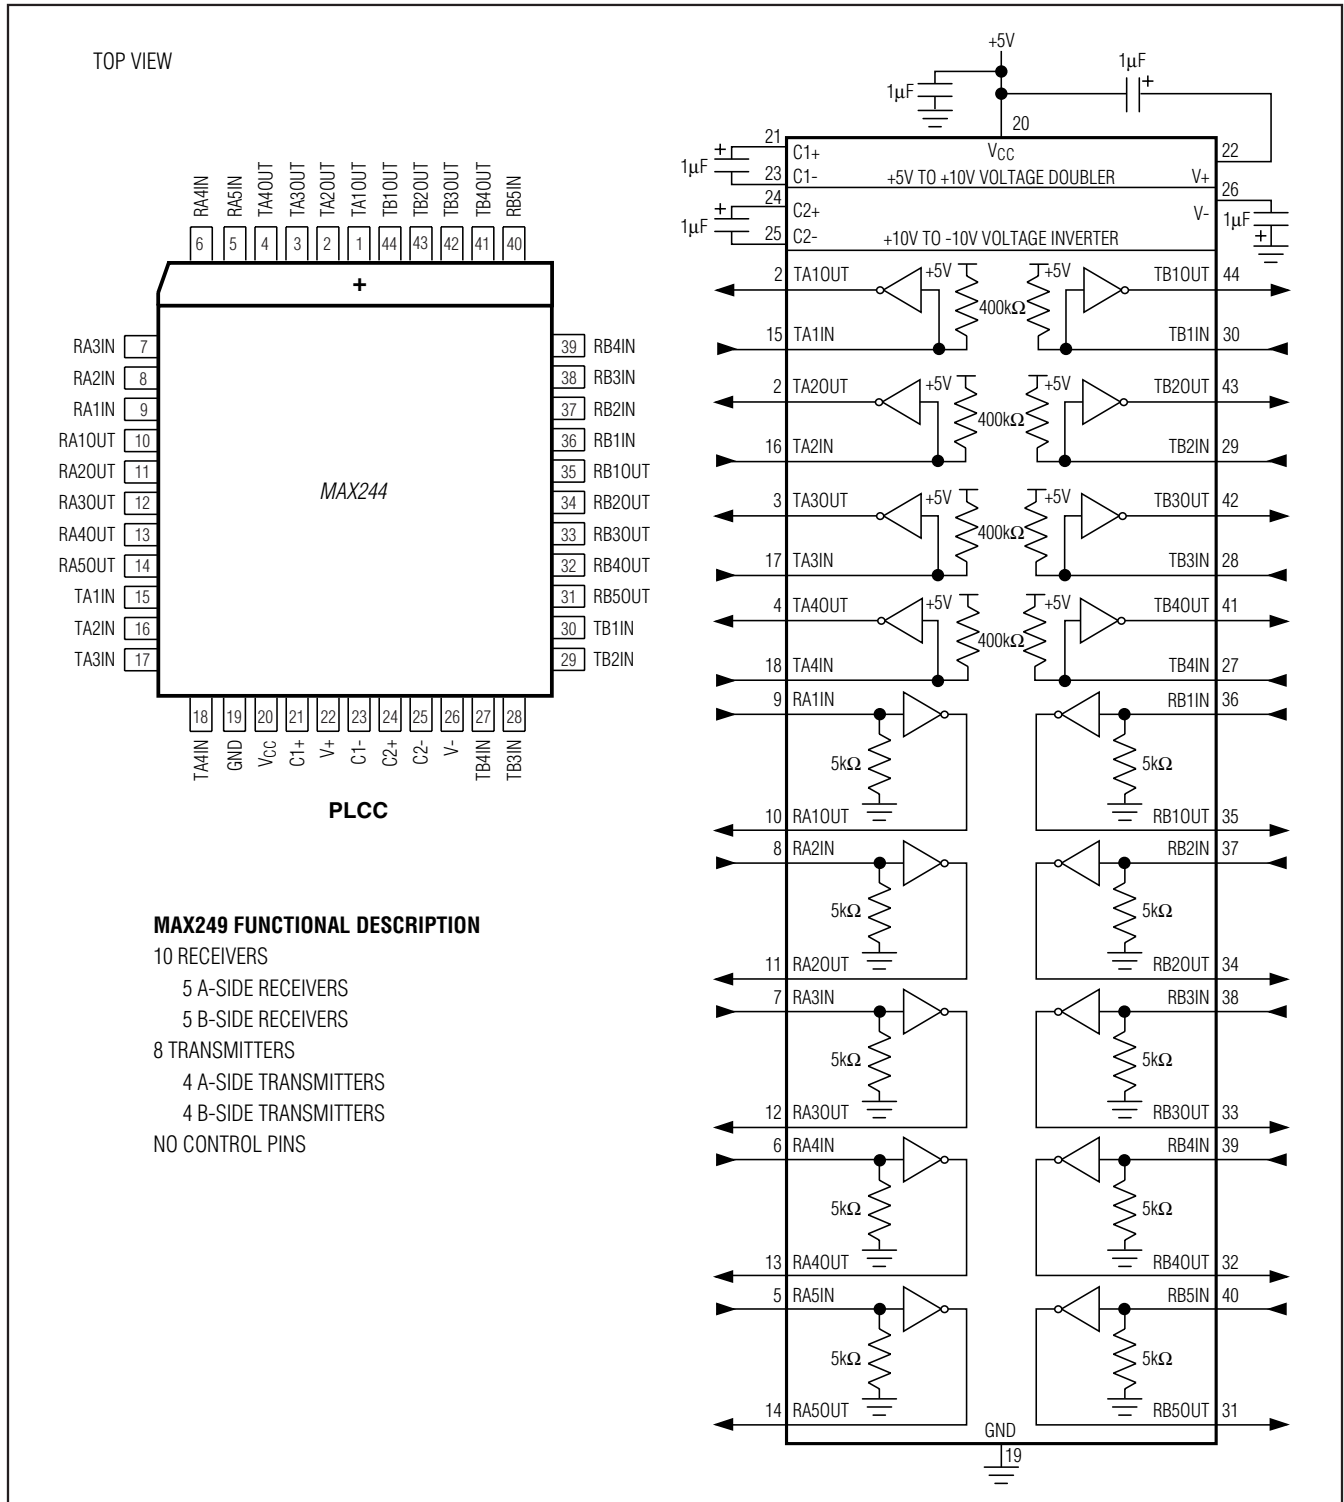 TOP VIEW
RA4IN RA5IN TA4OUT TA3OUT TA2OUT TA1OUT TB1OUT TB2OUT TB3OUT TB4OUT RB5IN
6 5 4 3 2 1 44 43 42 41 40
+
RA3IN 7
RA2IN 8
RA1IN 9
RA1OUT 10
RA2OUT 11
RA3OUT 12
RA4OUT 13
RA5OUT 14
TA1IN 15
TA2IN 16
TA3IN 17
MAX244
39 RB4IN
38 RB3IN
37 RB2IN
36 RB1IN
35 RB1OUT
34 RB2OUT
33 RB3OUT
32 RB4OUT
31 RB5OUT
30 TB1IN
29 TB2IN
18 19 20 21 22 23 24 25 26 27 28
TA4IN GND VCC C1+ V+ C1- C2+ C2- V- TB4IN TB3IN
PLCC
MAX249 FUNCTIONAL DESCRIPTION
10 RECEIVERS
5 A-SIDE RECEIVERS
5 B-SIDE RECEIVERS
8 TRANSMITTERS
4 A-SIDE TRANSMITTERS
4 B-SIDE TRANSMITTERS
NO CONTROL PINS
+5V
1µF
1µF +
20
21 C1+ VCC 22
+ 1µF
23 C1- +5V TO +10V VOLTAGE DOUBLER V+
26
24 C2+ V-
+ 1µF 1µF +
25 C2- +10V TO -10V VOLTAGE INVERTER
2 TA1OUT +5V +5V TB1OUT 44
400kΩ
15 TA1IN TB1IN 30
2 TA2OUT +5V +5V TB2OUT 43
400kΩ
16 TA2IN TB2IN 29
3 TA3OUT +5V +5V TB3OUT 42
400kΩ
17 TA3IN TB3IN 28
4 TA4OUT +5V +5V TB4OUT 41
400kΩ
18 TA4IN TB4IN 27
9 RA1IN RB1IN 36
5kΩ 5kΩ
10 RA1OUT RB1OUT 35
8 RA2IN RB2IN 37
5kΩ 5kΩ
11 RA2OUT RB2OUT 34
7 RA3IN RB3IN 38
5kΩ 5kΩ
12 RA3OUT RB3OUT 33
6 RA4IN RB4IN 39
5kΩ 5kΩ
13 RA4OUT RB4OUT 32
5 RA5IN RB5IN 40
5kΩ 5kΩ
14 RA5OUT RB5OUT 31
GND
19